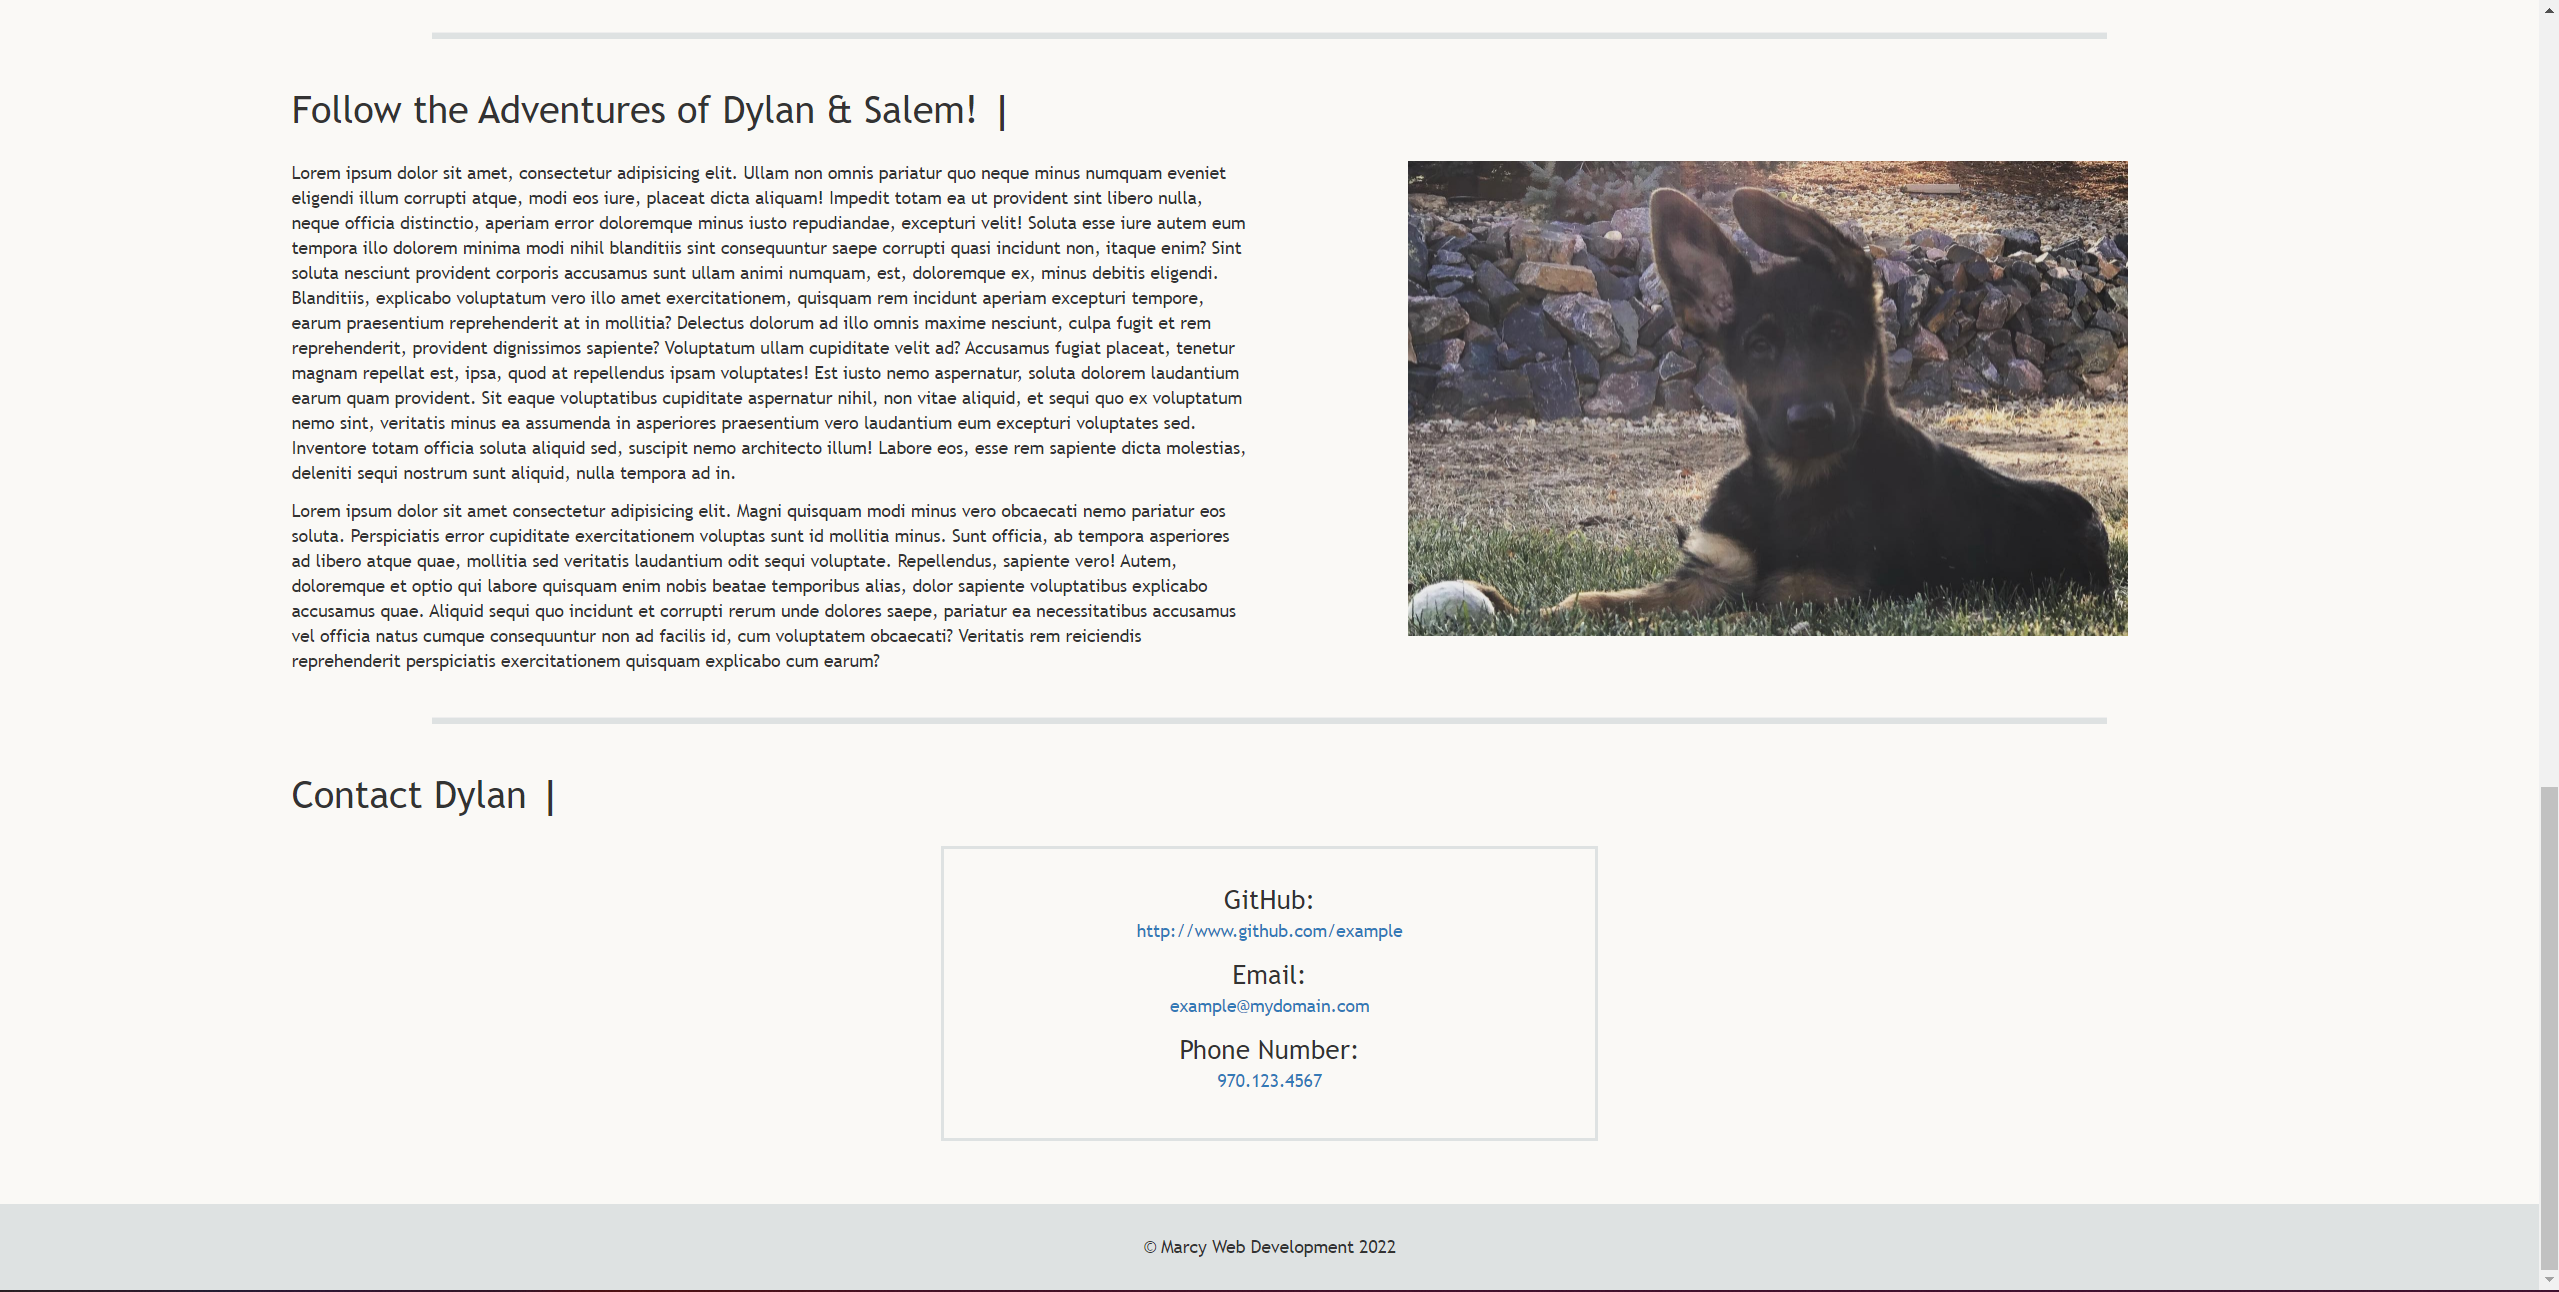 Follow the Adventures of Dylan & Salem! |
Lorem ipsum dolor sit amet, consectetur adipisicing elit. Ullam non omnis pariatur quo neque minus numquam eveniet
eligendi illum corrupti atque, modi eos iure, placeat dicta aliquam! Impedit totam ea ut provident sint libero nulla,
neque officia distinctio, aperiam error doloremque minus iusto repudiandae, excepturi velit! Soluta esse iure autem eum
tempora illo dolorem minima modi nihil blanditiis sint consequuntur saepe corrupti quasi incidunt non, itaque enim? Sint
soluta nesciunt provident corporis accusamus sunt ullam animi numquam, est, doloremque ex, minus debitis eligendi.
Blanditiis, explicabo voluptatum vero illo amet exercitationem, quisquam rem incidunt aperiam excepturi tempore,
earum praesentium reprehenderit at in mollitia? Delectus dolorum ad illo omnis maxime nesciunt, culpa fugit et rem
reprehenderit, provident dignissimos sapiente? Voluptatum ullam cupiditate velit ad? Accusamus fugiat placeat, tenetur
magnam repellat est, ipsa, quod at repellendus ipsam voluptates! Est iusto nemo aspernatur, soluta dolorem laudantium
earum quam provident. Sit eaque voluptatibus cupiditate aspernatur nihil, non vitae aliquid, et sequi quo ex voluptatum
nemo sint, veritatis minus ea assumenda in asperiores praesentium vero laudantium eum excepturi voluptates sed.
Inventore totam officia soluta aliquid sed, suscipit nemo architecto illum! Labore eos, esse rem sapiente dicta molestias,
deleniti sequi nostrum sunt aliquid, nulla tempora ad in.
Lorem ipsum dolor sit amet consectetur adipisicing elit. Magni quisquam modi minus vero obcaecati nemo pariatur eos
soluta. Perspiciatis error cupiditate exercitationem voluptas sunt id mollitia minus. Sunt officia, ab tempora asperiores
ad libero atque quae, mollitia sed veritatis laudantium odit sequi voluptate. Repellendus, sapiente vero! Autem,
doloremque et optio qui labore quisquam enim nobis beatae temporibus alias, dolor sapiente voluptatibus explicabo
accusamus quae. Aliquid sequi quo incidunt et corrupti rerum unde dolores saepe, pariatur ea necessitatibus accusamus
vel officia natus cumque consequuntur non ad facilis id, cum voluptatem obcaecati? Veritatis rem reiciendis
reprehenderit perspiciatis exercitationem quisquam explicabo cum earum?
Contact Dylan |
GitHub:
http://www.github.com/example
Email:
example@mydomain.com
Phone Number:
970.123.4567
© Marcy Web Development 2022